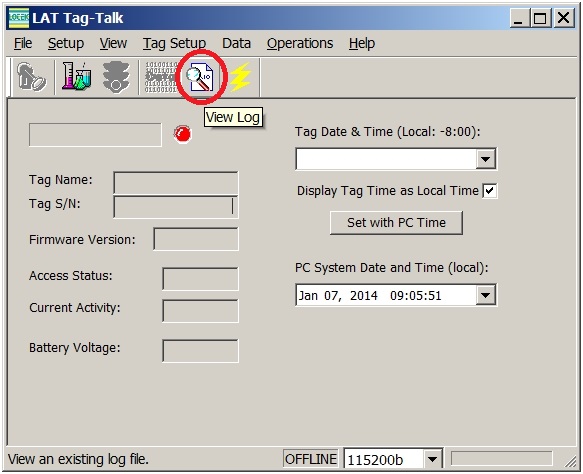 LOTEK
LAT Tag-Talk
File Setup View Tag Setup Data Operations Help
View Log
Tag Date & Time (Local: -8:00):
Tag Name:
Display Tag Time as Local Time
Tag S/N:
Set with PC Time
Firmware Version:
PC System Date and Time (local):
Access Status:
Jan 07, 2014 09:05:51
Current Activity:
Battery Voltage:
View an existing log file.
OFFLINE
115200b